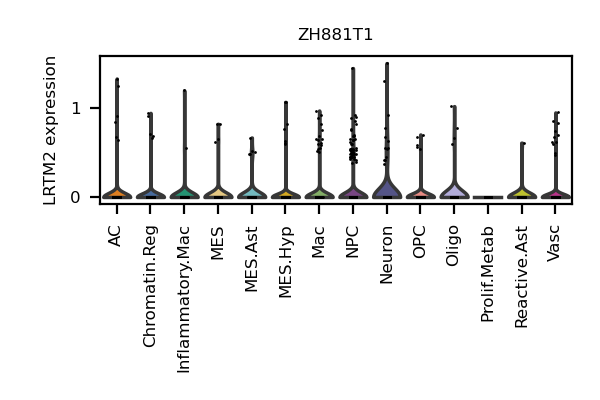 ZH881T1
LRTM2 expression
1
0
AC
Chromatin.Reg
Inflammatory.Mac
MES
MES.Ast
MES.Hyp
Mac
NPC
Neuron
OPC
Oligo
Prolif.Metab
Reactive.Ast
Vasc